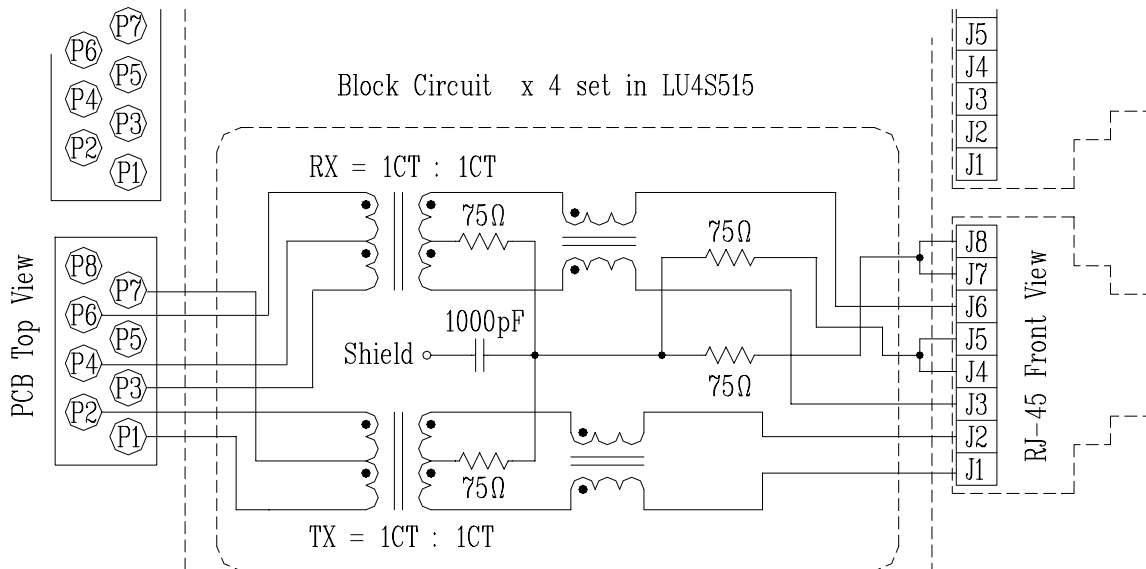 P7
P6
P5
P4
P3
P2
P1
J5
J4
J3
J2
J1
Block Circuit x 4 set in LU4S515
RX = 1CT : 1CT
75Ω
75Ω
1000pF
Shield
75Ω
75Ω
TX = 1CT : 1CT
PCB Top View
P8
P7
P6
P5
P4
P3
P2
P1
J8
J7
J6
J5
J4
J3
J2
J1
RJ-45 Front View